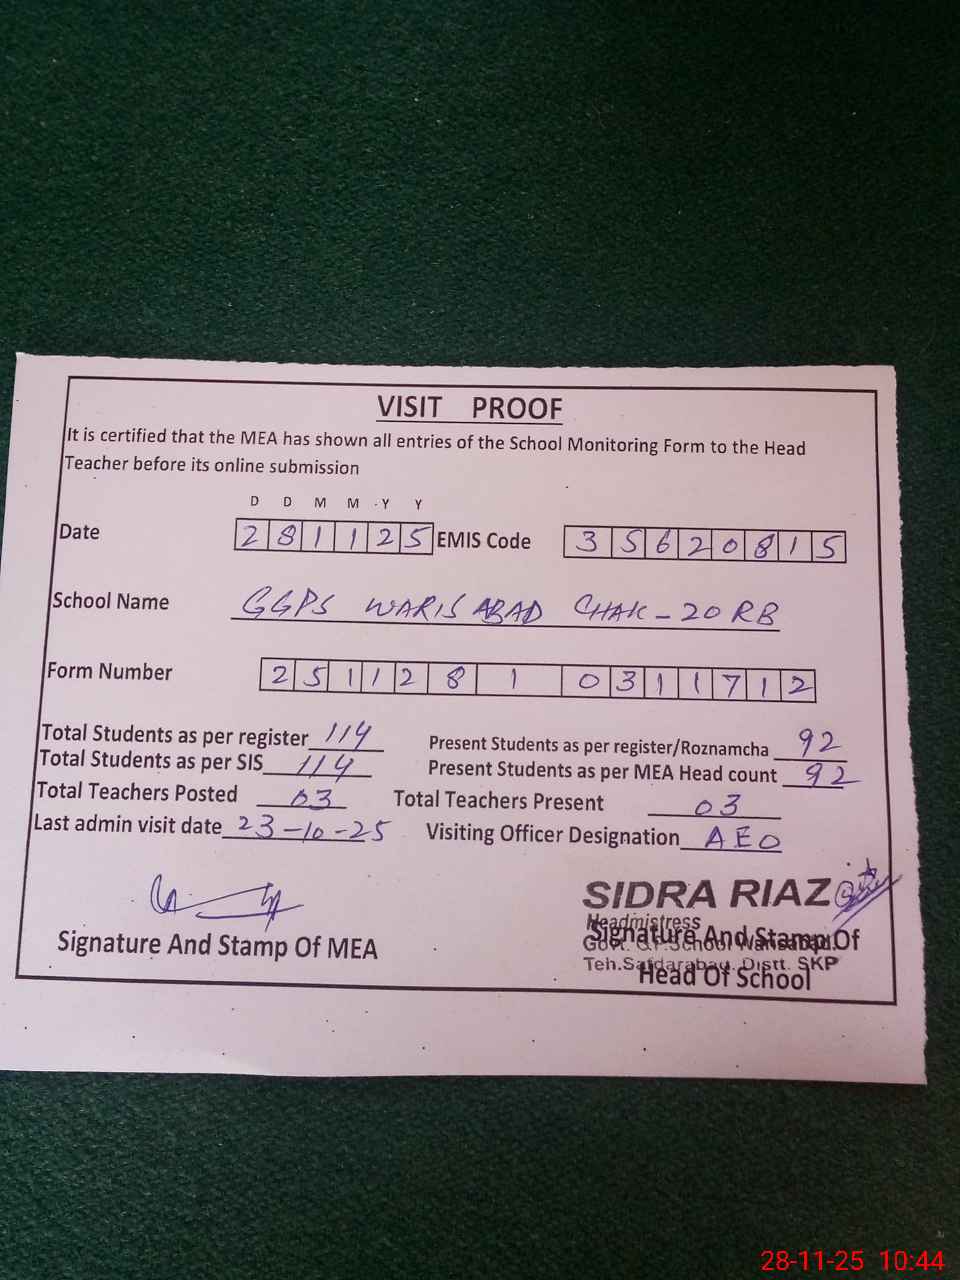 VISIT PROOF
It is certified that the MEA has shown all entries of the School Monitoring Form to the Head
Teacher before its online submission
D D M M Y Y
Date 2 8 1 1 2 5 EMIS Code 3 5 6 2 0 8 1 5
School Name GGPS WARIS ABAD CHAK - 20 RB
Form Number 2 5 1 1 2 8 1 0 3 1 1 7 1 2
Total Students as per register 114 Present Students as per register/Roznamcha 92
Total Students as per SIS 114 Present Students as per MEA Head count 92
Total Teachers Posted 03 Total Teachers Present 03
Last admin visit date 23-10-25 Visiting Officer Designation AEO
SIDRA RIAZ
Headmistress
Signature And Stamp Of MEA Signature And Stamp Of
Govt. School
Teh. Safdarabad Distt. SKP
Head Of School
28-11-25 10:44